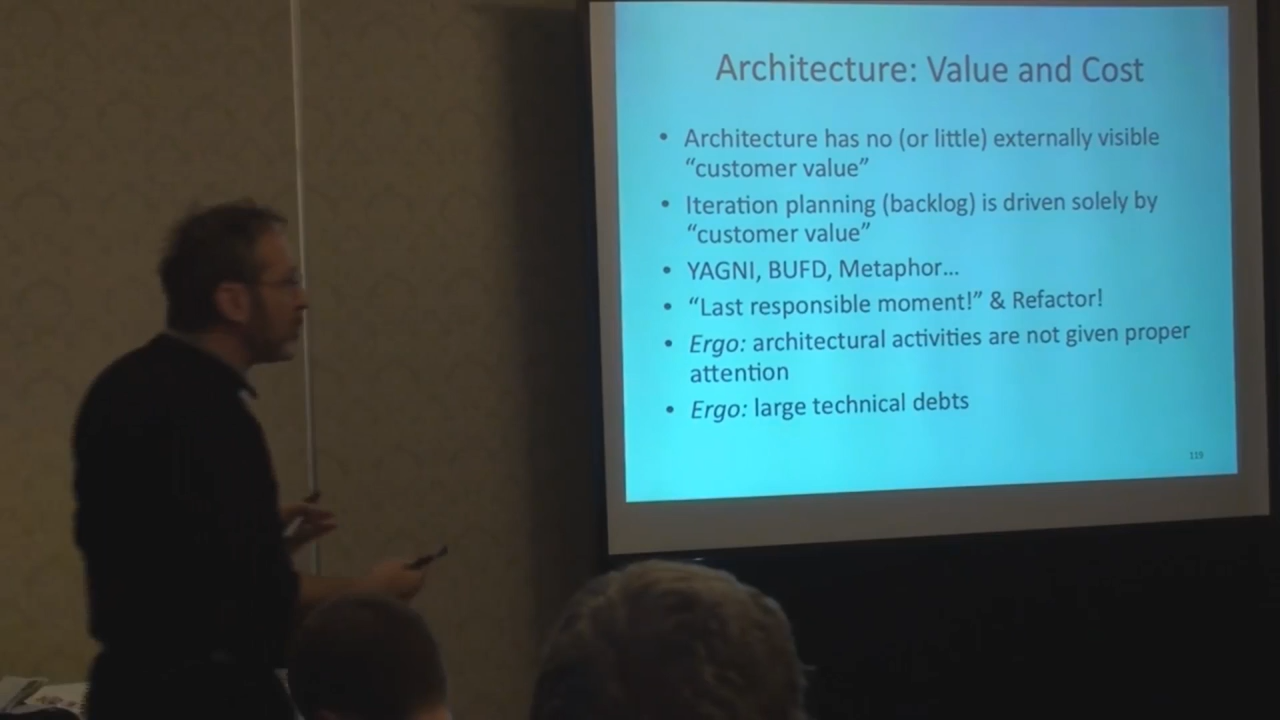 Architecture: Value and Cost
• Architecture has no (or little) externally visible
“customer value”
• Iteration planning (backlog) is driven solely by
“customer value”
• YAGNI, BUFD, Metaphor...
• “Last responsible moment!” & Refactor!
• Ergo: architectural activities are not given proper
attention
• Ergo: large technical debts
119